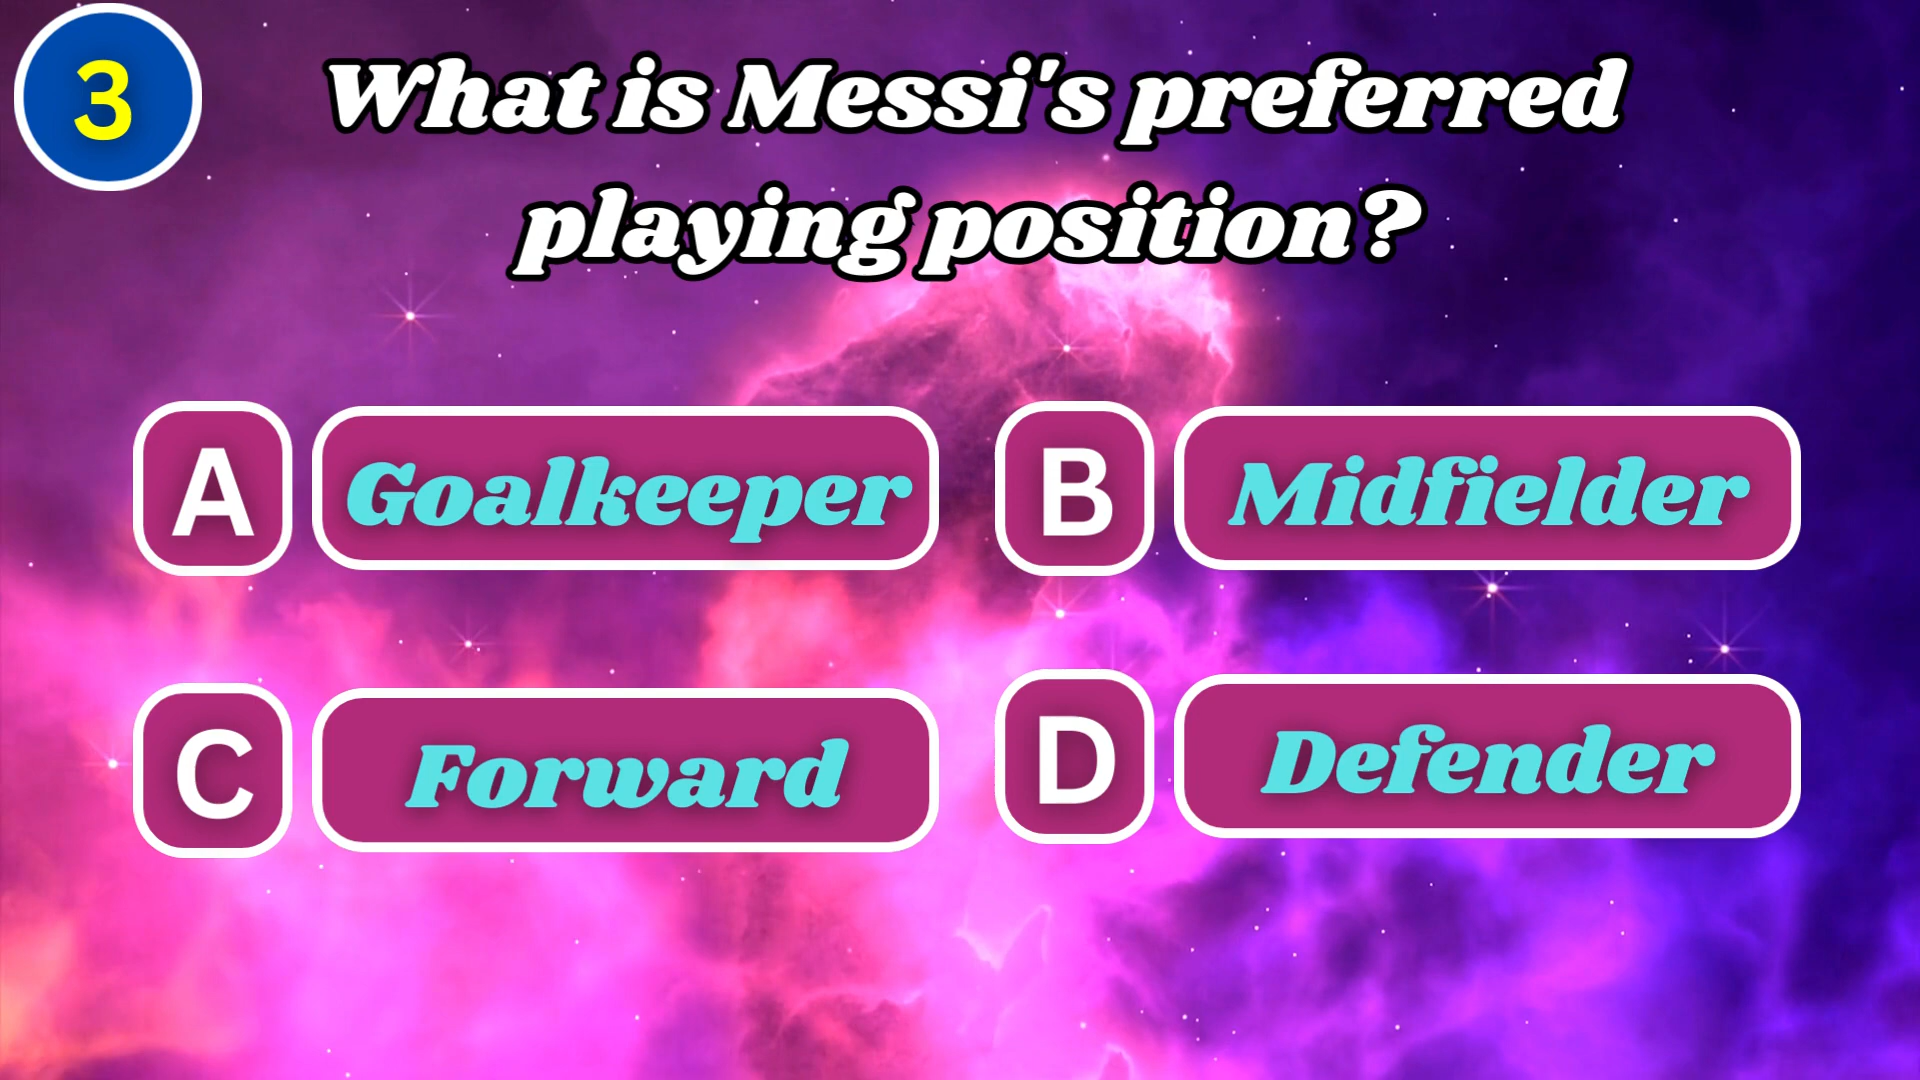 3
What is Messi's preferred
playing position?
A Goalkeeper
B Midfielder
C Forward
D Defender